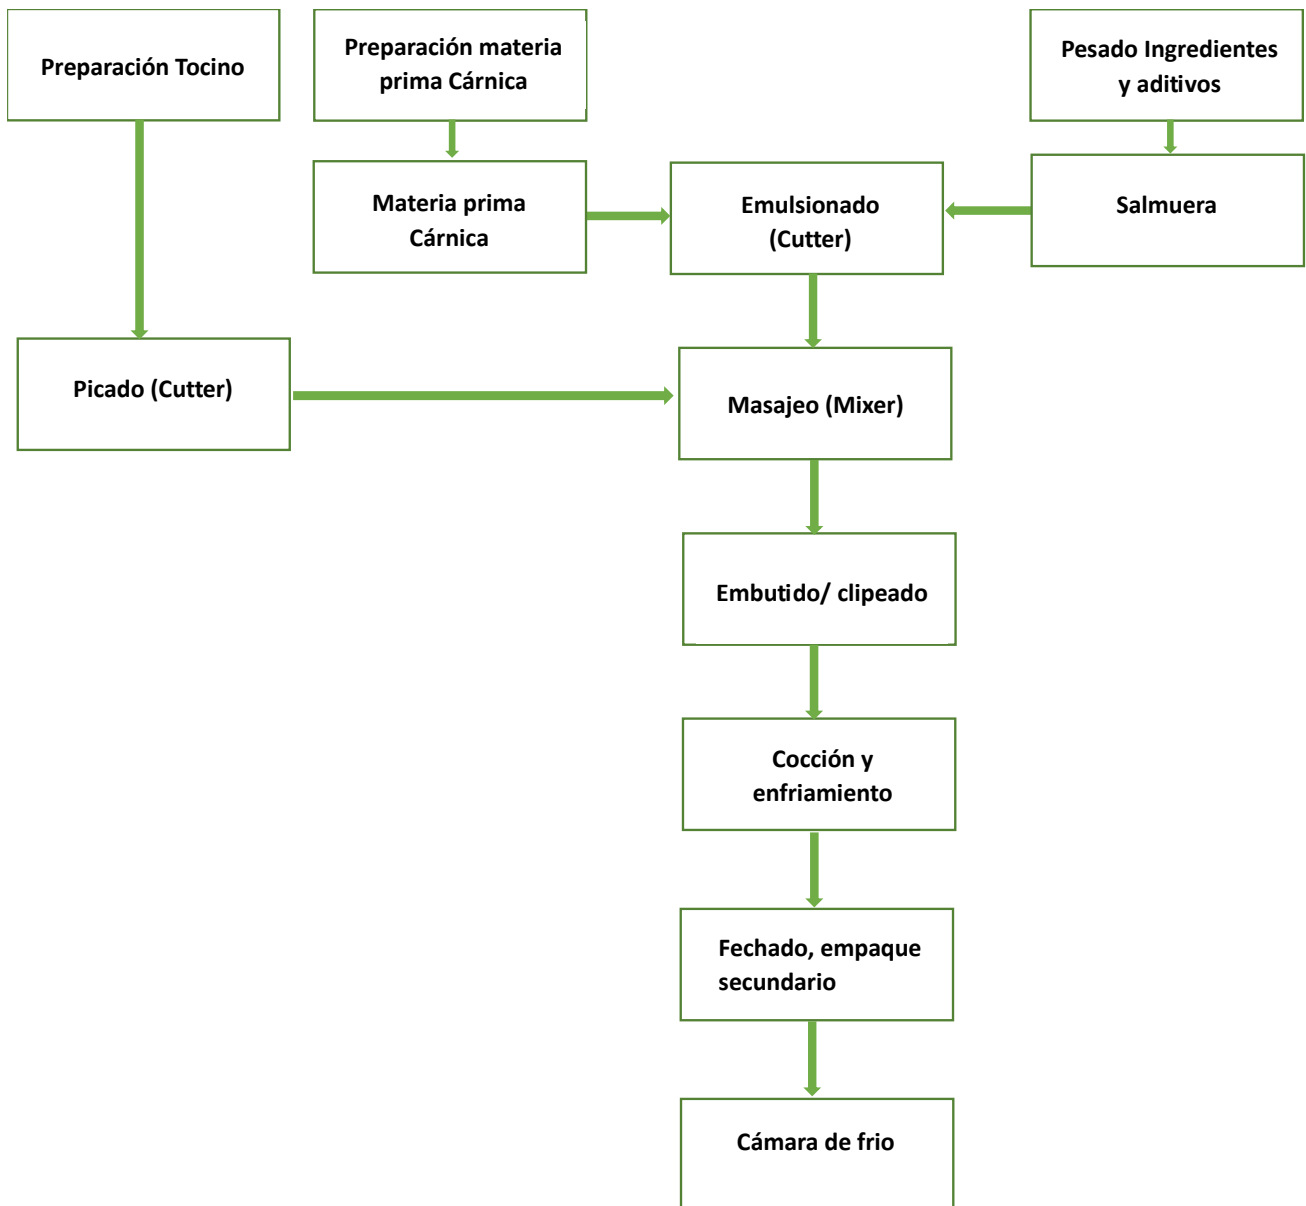 Preparación Tocino
Preparación materia
prima Cárnica
Pesado Ingredientes
y aditivos
Materia prima
Cárnica
Emulsionado
(Cutter)
Salmuera
Picado (Cutter)
Masajeo (Mixer)
Embutido/ clipeado
Cocción y
enfriamiento
Fechado, empaque
secundario
Cámara de frio